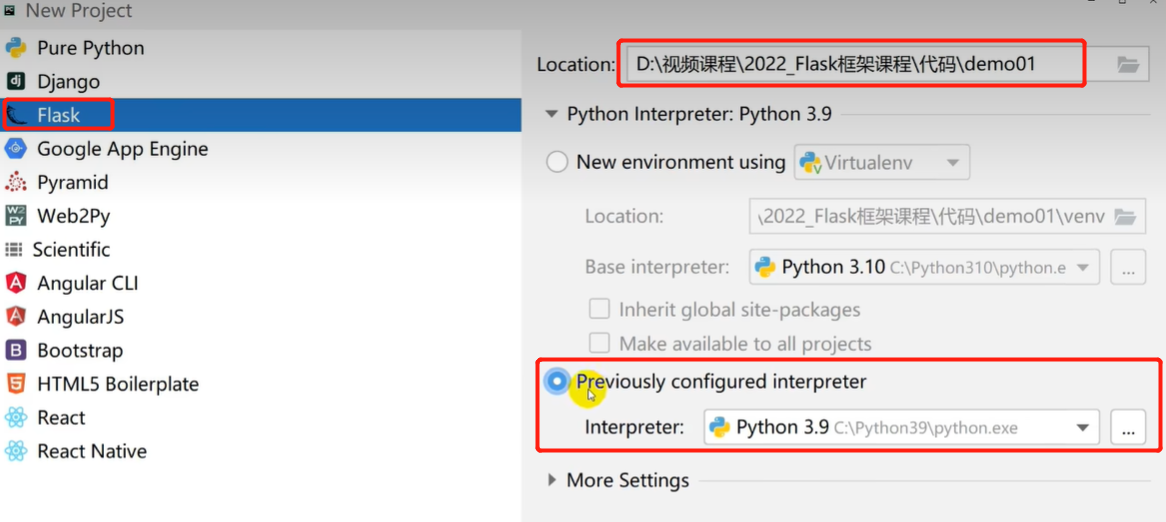 New Project
Pure Python
Django
Flask
Google App Engine
Pyramid
Web2Py
Scientific
Angular CLI
AngularJS
Bootstrap
HTML5 Boilerplate
React
React Native
Location: D:\视频课程\2022_Flask框架课程\代码\demo01
Python Interpreter: Python 3.9
New environment using Virtualenv
Location: \2022_Flask框架课程\代码\demo01\venv
Base interpreter: Python 3.10 C:\Python310\python.e ...
Inherit global site-packages
Make available to all projects
Previously configured interpreter
Interpreter: Python 3.9 C:\Python39\python.exe ...
More Settings